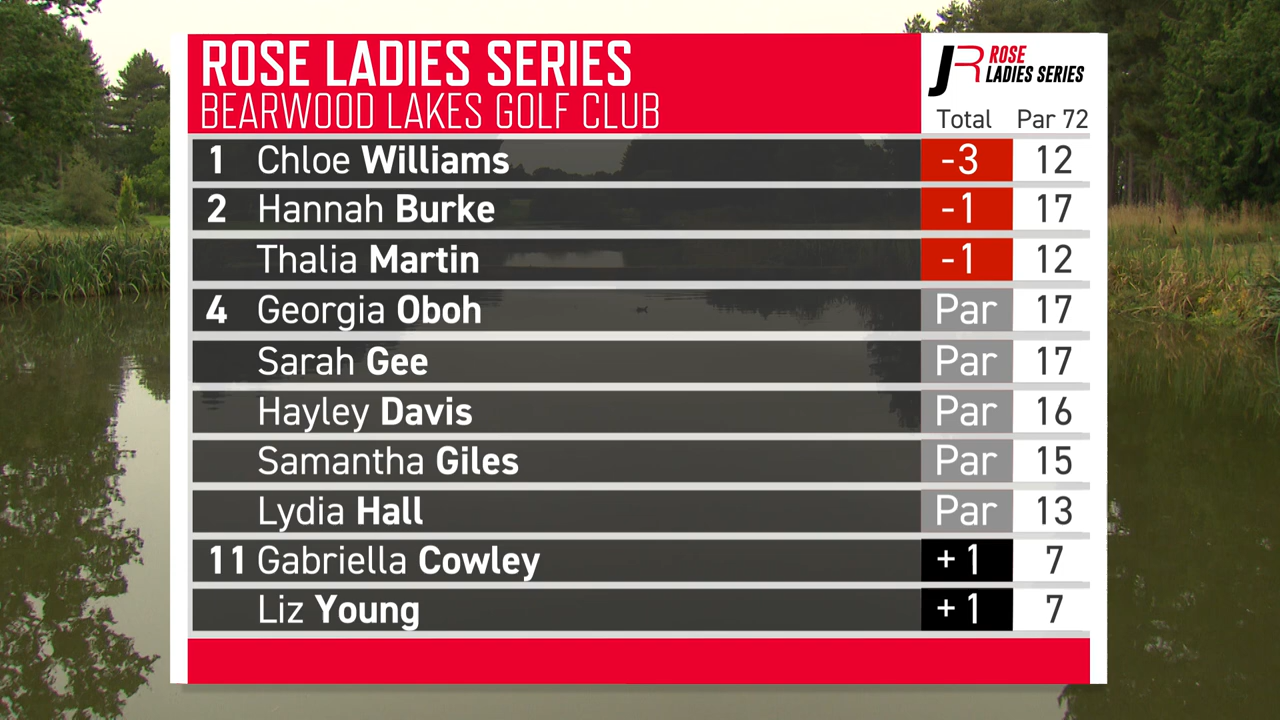 ROSE LADIES SERIES
BEARWOOD LAKES GOLF CLUB
JR ROSE
LADIES SERIES
Total Par 72
1 Chloe Williams -3 12
2 Hannah Burke -1 17
Thalia Martin -1 12
4 Georgia Oboh Par 17
Sarah Gee Par 17
Hayley Davis Par 16
Samantha Giles Par 15
Lydia Hall Par 13
11 Gabriella Cowley +1 7
Liz Young +1 7